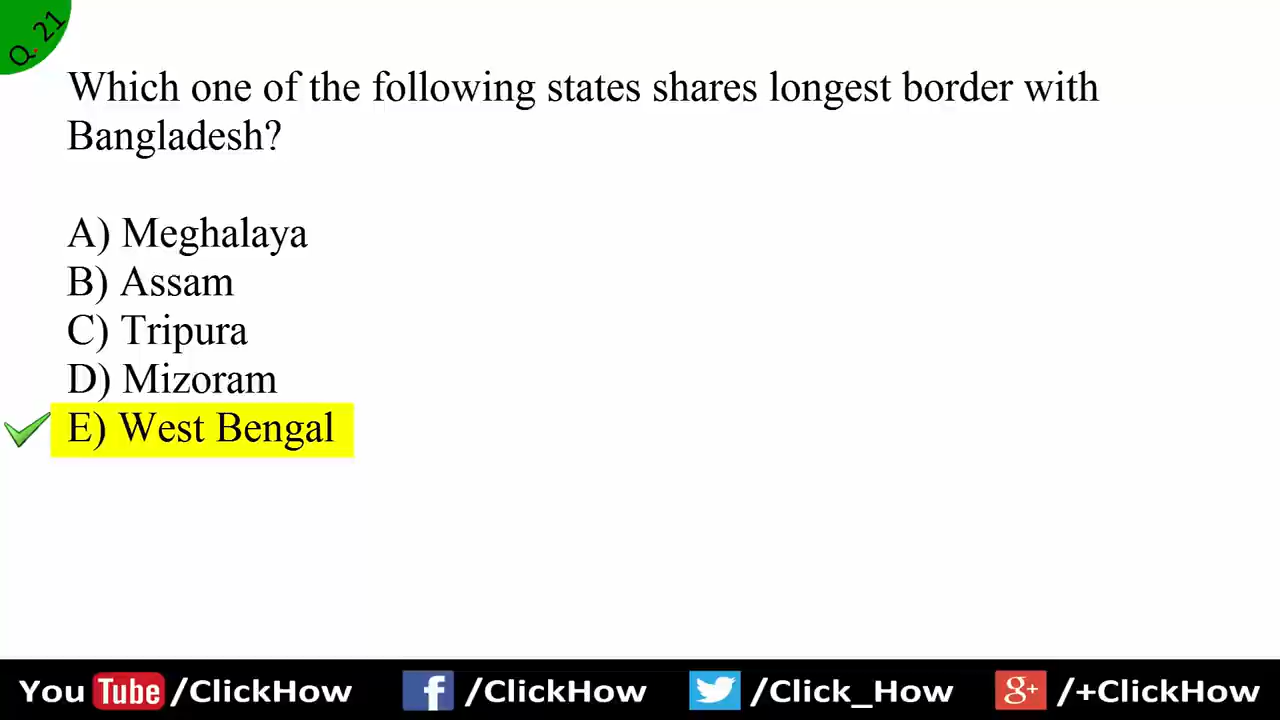 Q. 21
Which one of the following states shares longest border with
Bangladesh?
A) Meghalaya
B) Assam
C) Tripura
D) Mizoram
E) West Bengal
You Tube /ClickHow f /ClickHow /Click_How g+ /+ClickHow